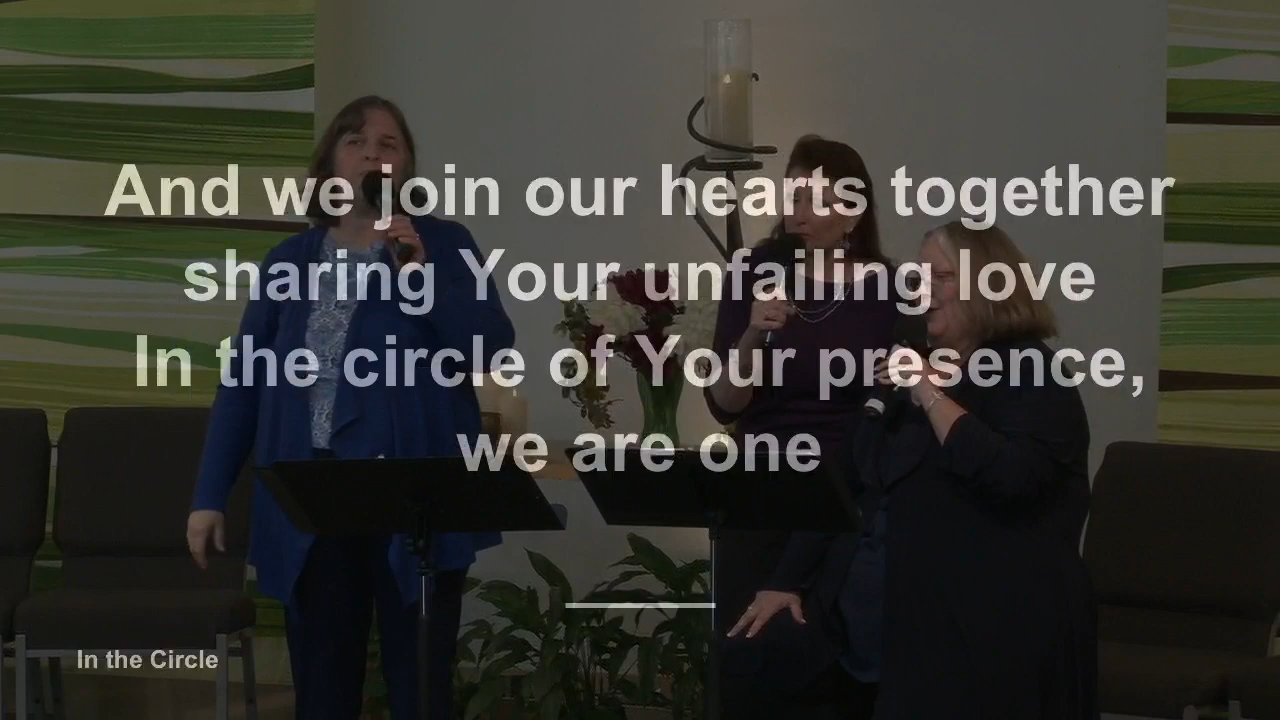 And we join our hearts together
sharing Your unfailing love
In the circle of Your presence,
we are one
In the Circle